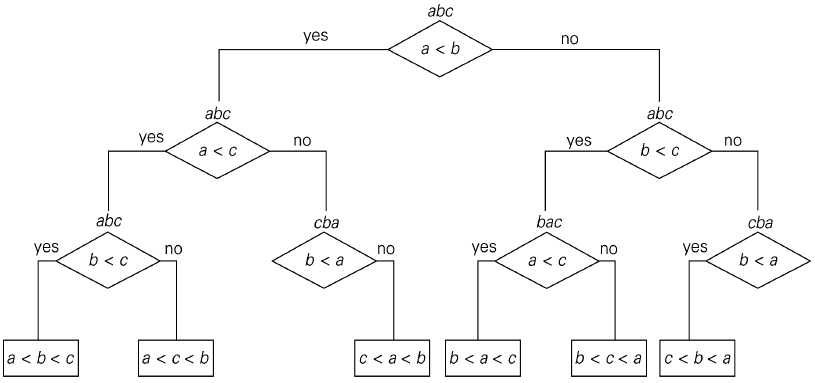 abc
a < b
yes
no
abc
a < c
yes
no
abc
b < c
yes
no
abc
b < c
yes
no
cba
b < a
no
bac
a < c
yes
no
cba
b < a
yes
a < b < c
a < c < b
c < a < b
b < a < c
b < c < a
c < b < a